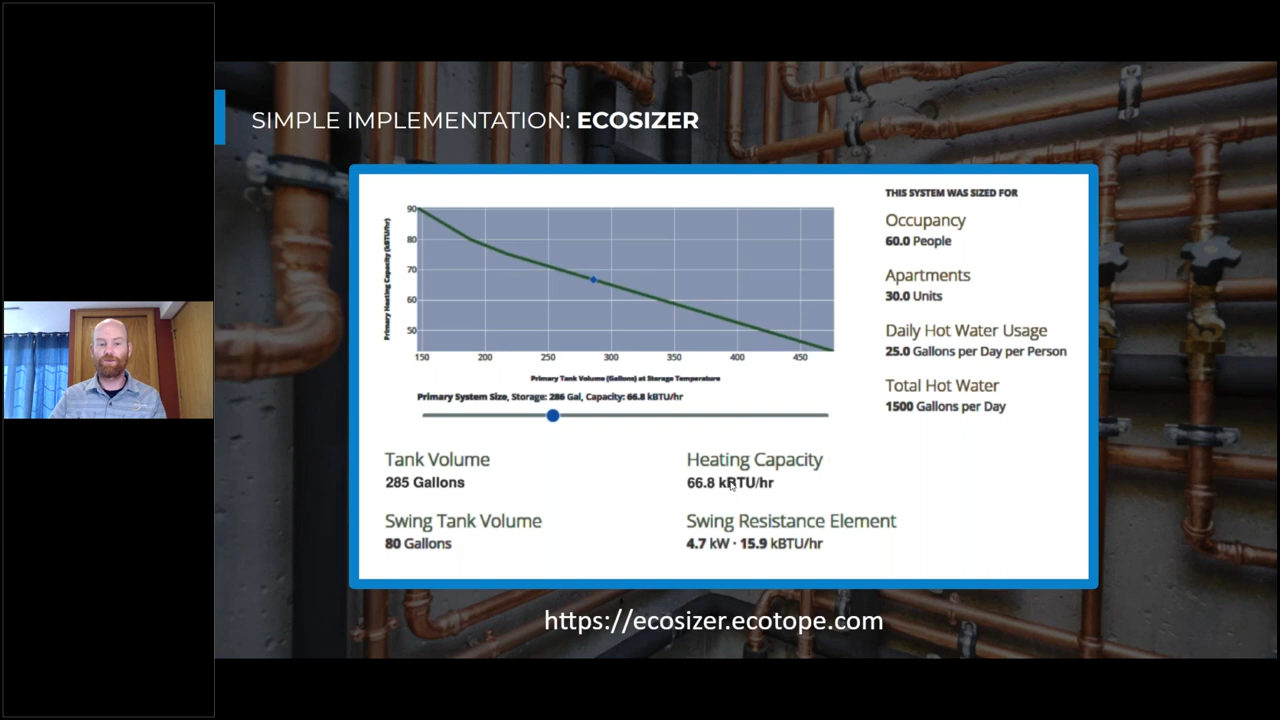 SIMPLE IMPLEMENTATION: ECOSIZER
90
80
70
60
50
Primary Heating Capacity (kBTU/hr)
150 200 250 300 350 400 450
Primary Tank Volume (Gallons) at Storage Temperature
Primary System Size, Storage: 286 Gal, Capacity: 66.8 kBTU/hr
Tank Volume
285 Gallons
Heating Capacity
66.8 kBTU/hr
Swing Tank Volume
80 Gallons
Swing Resistance Element
4.7 kW · 15.9 kBTU/hr
THIS SYSTEM WAS SIZED FOR
Occupancy
60.0 People
Apartments
30.0 Units
Daily Hot Water Usage
25.0 Gallons per Day per Person
Total Hot Water
1500 Gallons per Day
https://ecosizer.ecotope.com